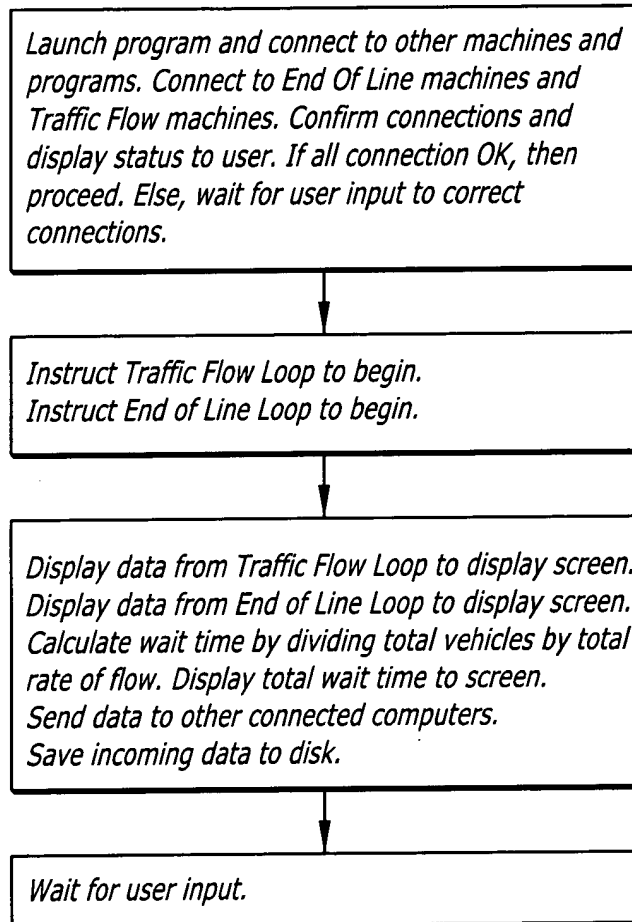 Launch program and connect to other machines and
programs. Connect to End Of Line machines and
Traffic Flow machines. Confirm connections and
display status to user. If all connection OK, then
proceed. Else, wait for user input to correct
connections.
Instruct Traffic Flow Loop to begin.
Instruct End of Line Loop to begin.
Display data from Traffic Flow Loop to display screen.
Display data from End of Line Loop to display screen.
Calculate wait time by dividing total vehicles by total
rate of flow. Display total wait time to screen.
Send data to other connected computers.
Save incoming data to disk.
Wait for user input.